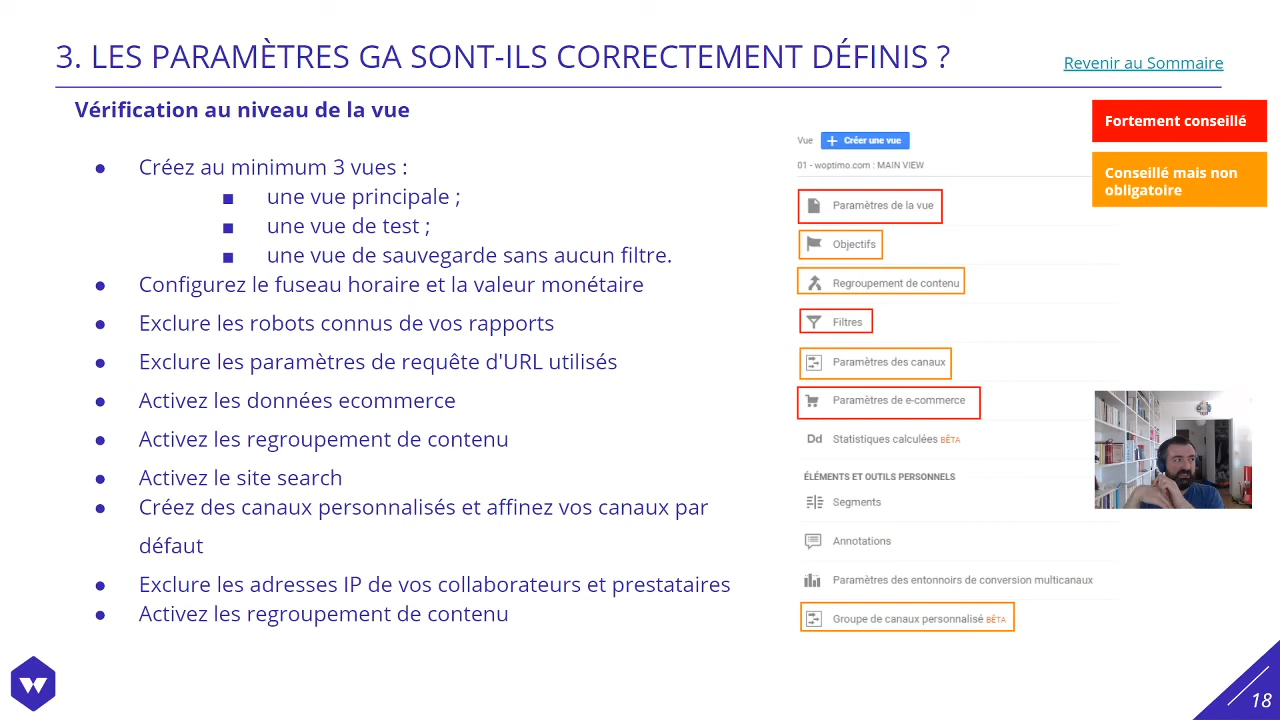 3. LES PARAMÈTRES GA SONT-ILS CORRECTEMENT DÉFINIS ?
Revenir au Sommaire
Vérification au niveau de la vue
● Créez au minimum 3 vues :
■ une vue principale ;
■ une vue de test ;
■ une vue de sauvegarde sans aucun filtre.
● Configurez le fuseau horaire et la valeur monétaire
● Exclure les robots connus de vos rapports
● Exclure les paramètres de requête d'URL utilisés
● Activez les données ecommerce
● Activez les regroupement de contenu
● Activez le site search
● Créez des canaux personnalisés et affinez vos canaux par
défaut
● Exclure les adresses IP de vos collaborateurs et prestataires
● Activez les regroupement de contenu
Fortement conseillé
Conseillé mais non
obligatoire
Vue + Créer une vue
01 - woptimo.com : MAIN VIEW
Paramètres de la vue
Objectifs
Regroupement de contenu
Filtres
Paramètres des canaux
Paramètres de e-commerce
Dd Statistiques calculées BÊTA
ÉLÉMENTS ET OUTILS PERSONNELS
Segments
Annotations
Paramètres des entonnoirs de conversion multicanaux
Groupe de canaux personnalisé BÊTA
18